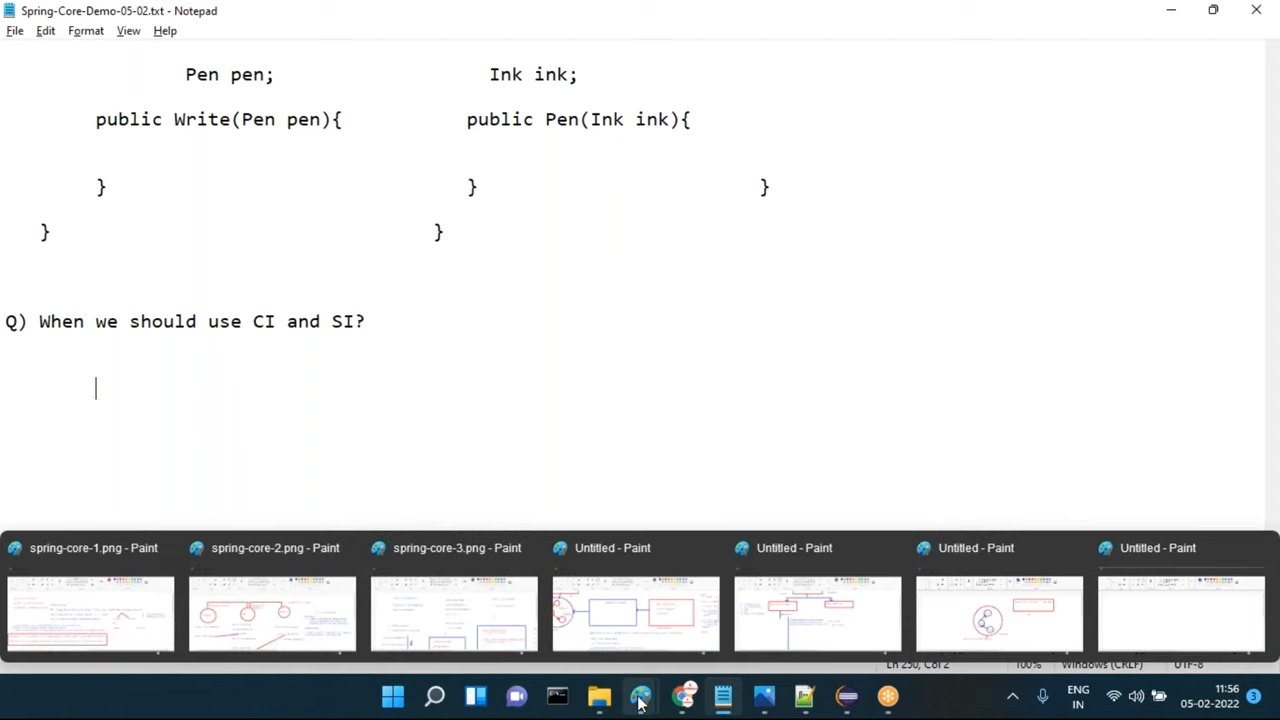 Spring-Core-Demo-05-02.txt - Notepad
File Edit Format View Help
Pen pen; Ink ink;
public Write(Pen pen){ public Pen(Ink ink){
} } }
} }
Q) When we should use CI and SI?
spring-core-1.png - Paint spring-core-2.png - Paint spring-core-3.png - Paint Untitled - Paint Untitled - Paint Untitled - Paint Untitled - Paint
Ln 250, Col 2 100% Windows (CRLF) UTF-8
ENG 11:56
IN 05-02-2022 3